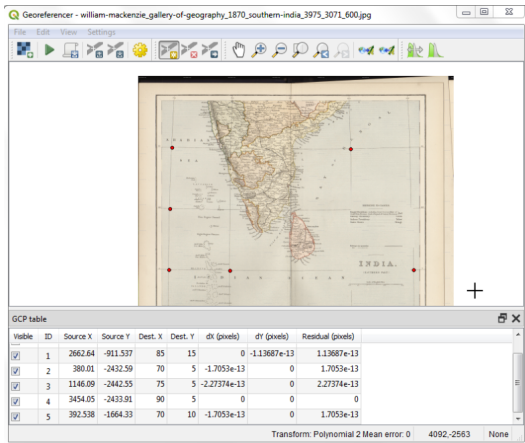 Georeferencer - william-mackenzie_gallery-of-geography_1870_southern-india_3975_3071_600.jpg
File Edit View Settings
INDIA.
GCP table
Visible ID Source X Source Y Dest. X Dest. Y dX (pixels) dY (pixels) Residual (pixels)
1 2662.64 -911.537 85 15 0 -1.13687e-13 1.13687e-13
2 380.01 -2432.59 70 5 -1.7053e-13 0 1.7053e-13
3 1146.09 -2442.55 75 5 -2.27374e-13 0 2.27374e-13
4 3454.05 -2433.91 90 5 0 0 0
5 392.538 -1664.33 70 10 -1.7053e-13 0 1.7053e-13
Transform: Polynomial 2 Mean error: 0 4092,-2563 None